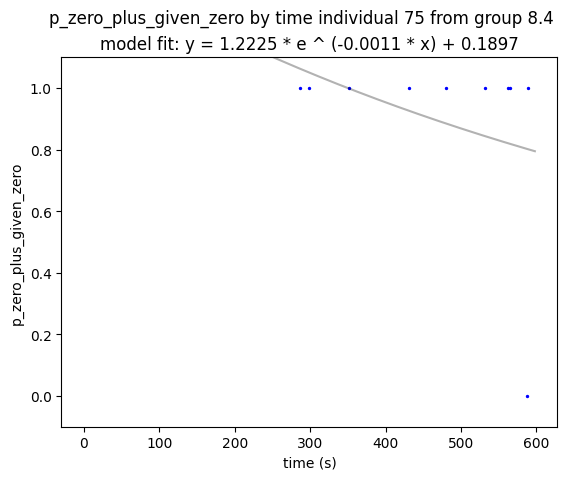 p_zero_plus_given_zero by time individual 75 from group 8.4
model fit: y = 1.2225 * e ^ (-0.0011 * x) + 0.1897
1.0
0.8
0.6
0.4
0.2
0.0
p_zero_plus_given_zero
0 100 200 300 400 500 600
time (s)